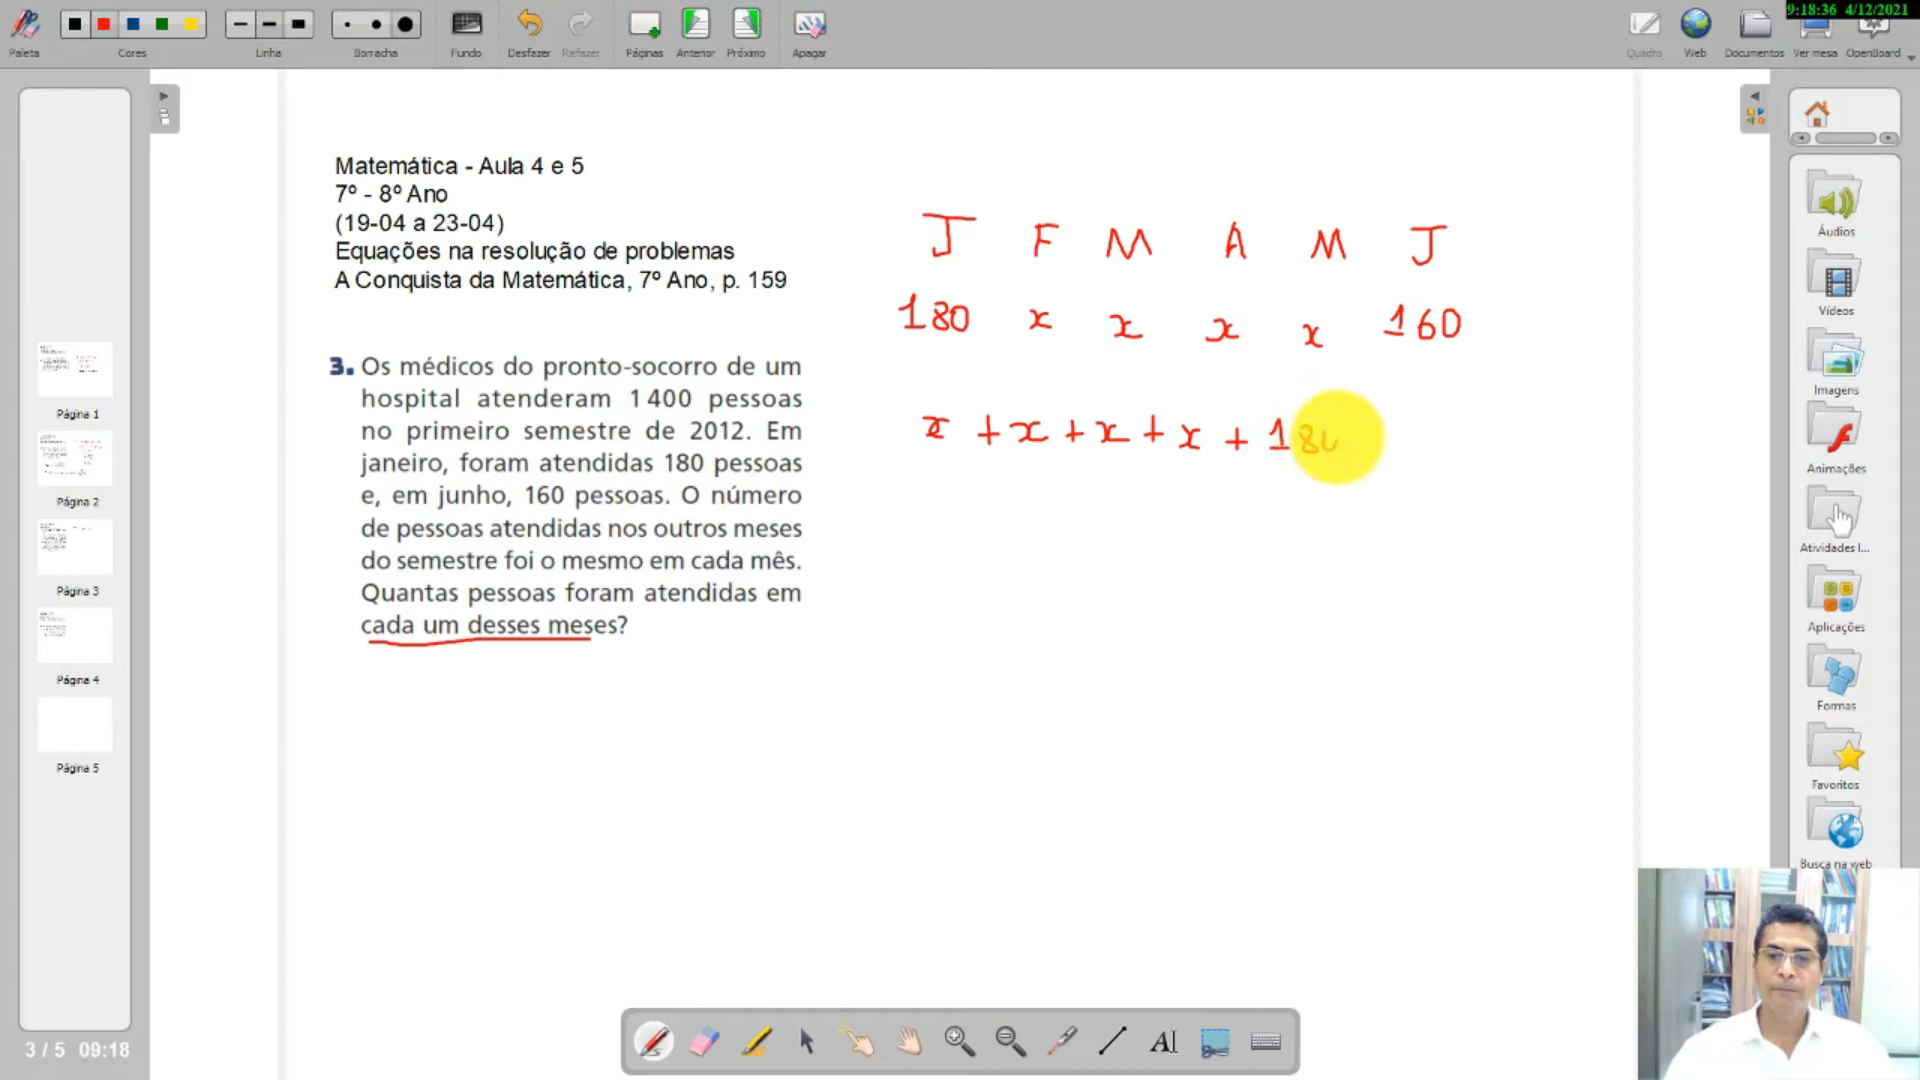 9:18:36 4/12/2021
Paleta
Cores
Linha
Borracha
Fundo
Desfazer
Refazer
Páginas
Anterior
Próximo
Apagar
Quadro
Web
Documentos
Ver mesa
OpenBoard
Matemática - Aula 4 e 5
7º - 8º Ano
(19-04 a 23-04)
Equações na resolução de problemas
A Conquista da Matemática, 7º Ano, p. 159
3. Os médicos do pronto-socorro de um
hospital atenderam 1 400 pessoas
no primeiro semestre de 2012. Em
janeiro, foram atendidas 180 pessoas
e, em junho, 160 pessoas. O número
de pessoas atendidas nos outros meses
do semestre foi o mesmo em cada mês.
Quantas pessoas foram atendidas em
cada um desses meses?
J F M A M J
180 x x x x 160
x + x + x + x + 180
Página 1
Página 2
Página 3
Página 4
Página 5
3 / 5 09:18
Áudios
Vídeos
Imagens
Animações
Atividades I...
Aplicações
Formas
Favoritos
Busca na web
AI